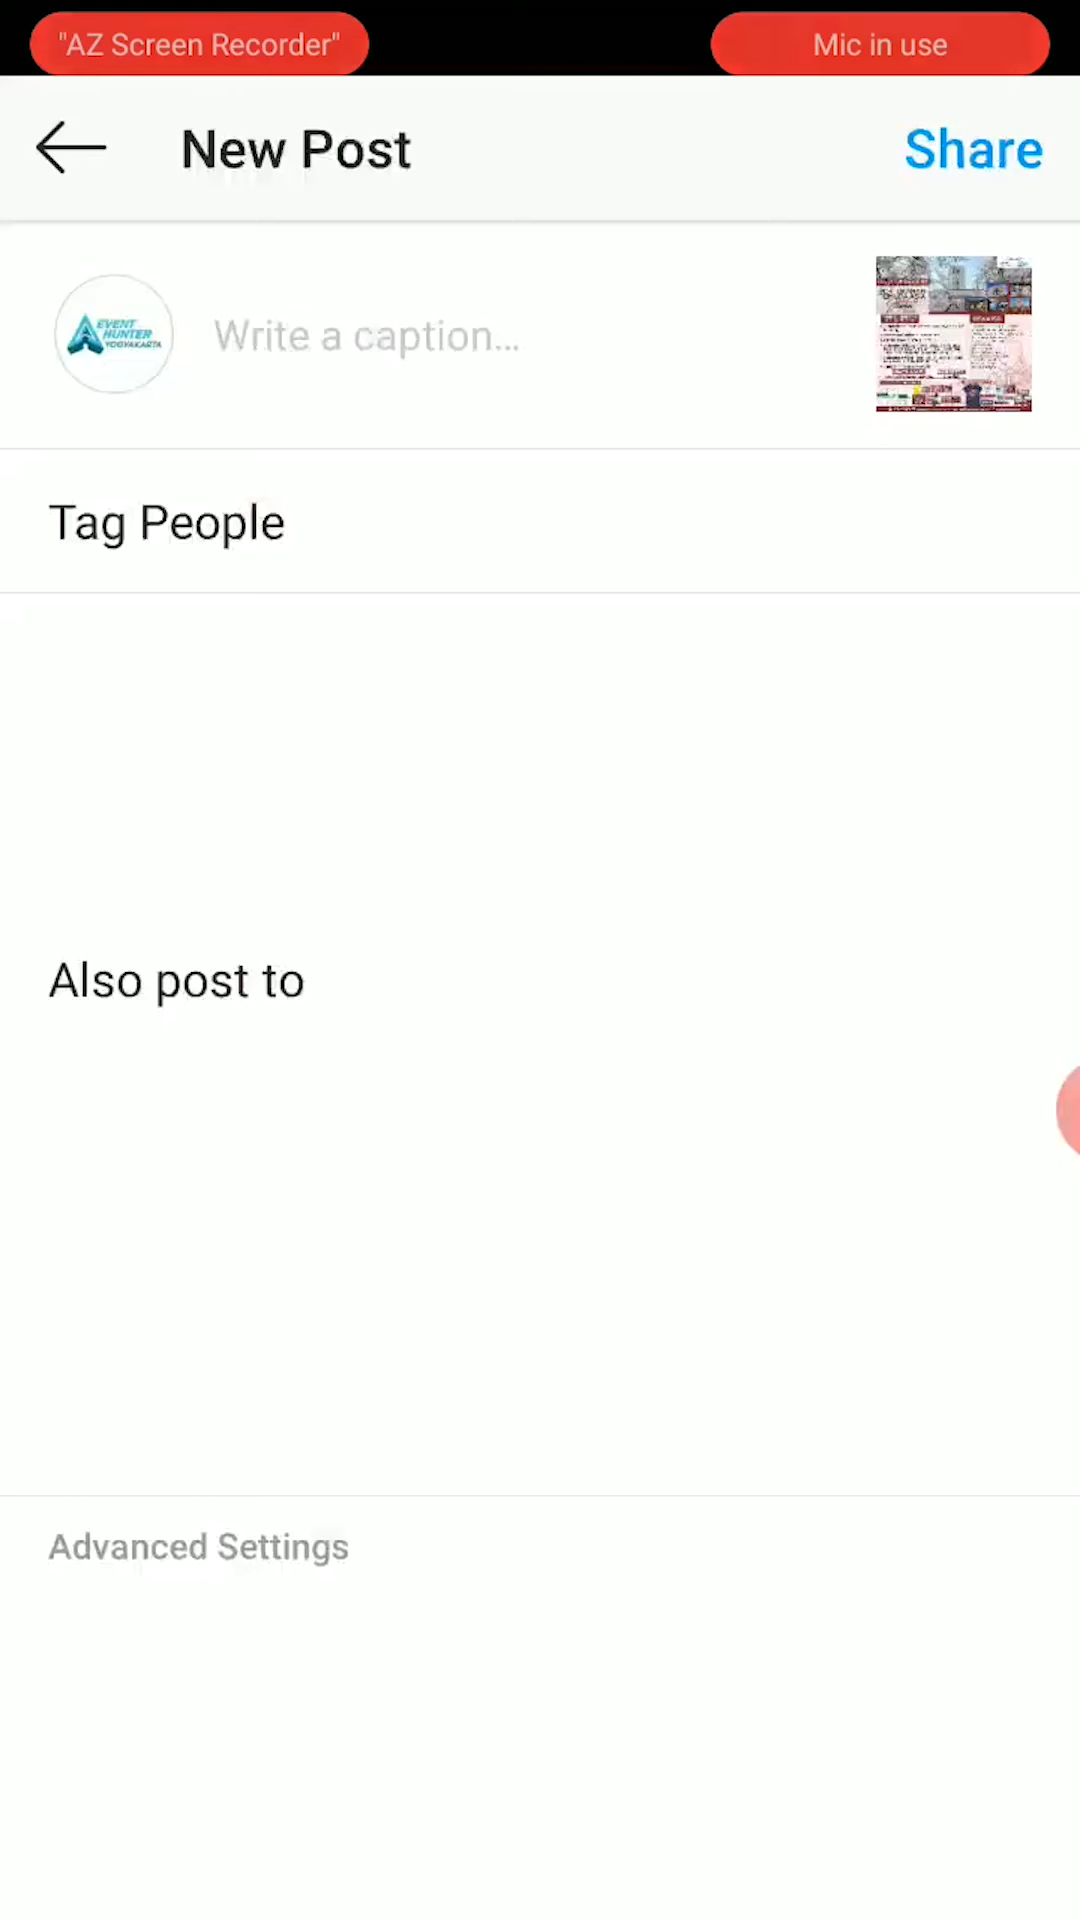 "AZ Screen Recorder"
Mic in use
New Post
Share
EVENT
HUNTER
YOGYAKARTA
Write a caption...
Tag People
Also post to
Advanced Settings